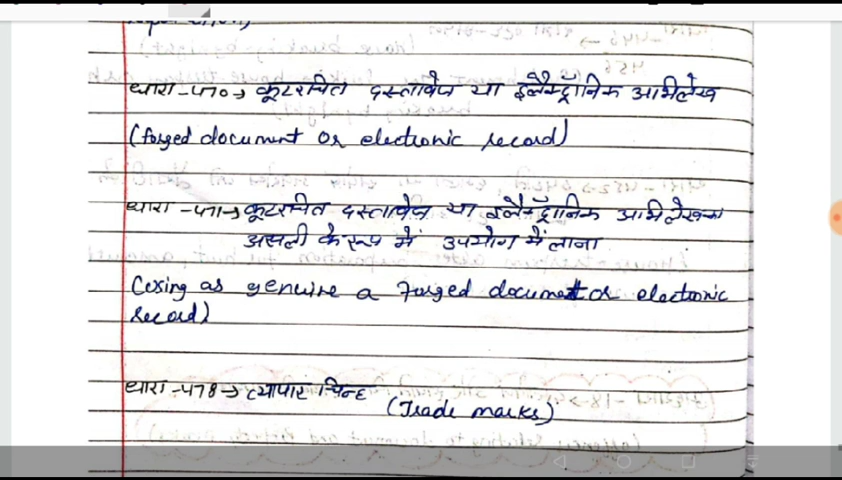 धारा-470→ कूटरचित दस्तावेज या इलैक्ट्रॉनिक अभिलेख
(forged document or electronic record)
धारा-471→ कूटरचित दस्तावेज या इलैक्ट्रॉनिक अभिलेख का
असली के रूप में उपयोग में लाना
(using as genuine a forged document or electronic
record)
धारा-478→ व्यापार चिन्ह (Trade marks)